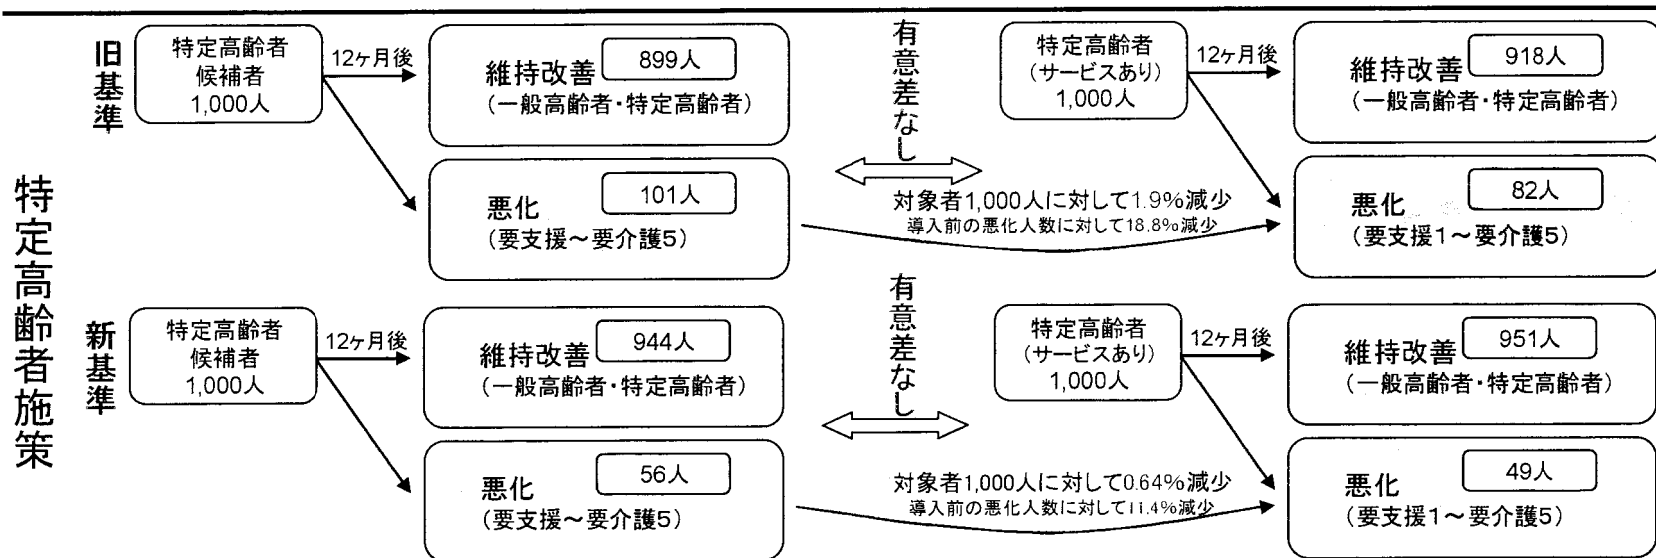 特定高齢者施策
旧基準
特定高齢者
候補者
1,000人
12ヶ月後
維持改善 899人
(一般高齢者・特定高齢者)
悪化 101人
(要支援～要介護5)
有意差なし
対象者1,000人に対して1.9%減少
導入前の悪化人数に対して18.8%減少
特定高齢者
(サービスあり)
1,000人
12ヶ月後
維持改善 918人
(一般高齢者・特定高齢者)
悪化 82人
(要支援1～要介護5)
新基準
特定高齢者
候補者
1,000人
12ヶ月後
維持改善 944人
(一般高齢者・特定高齢者)
悪化 56人
(要支援～要介護5)
有意差なし
対象者1,000人に対して0.64%減少
導入前の悪化人数に対して11.4%減少
特定高齢者
(サービスあり)
1,000人
12ヶ月後
維持改善 951人
(一般高齢者・特定高齢者)
悪化 49人
(要支援1～要介護5)